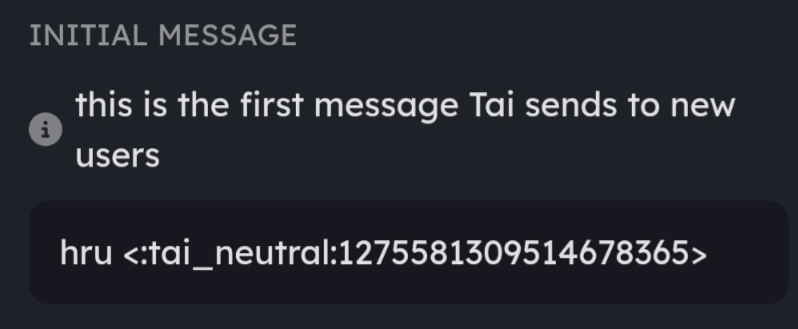 INITIAL MESSAGE
this is the first message Tai sends to new
users
hru <:tai_neutral:1275581309514678365>